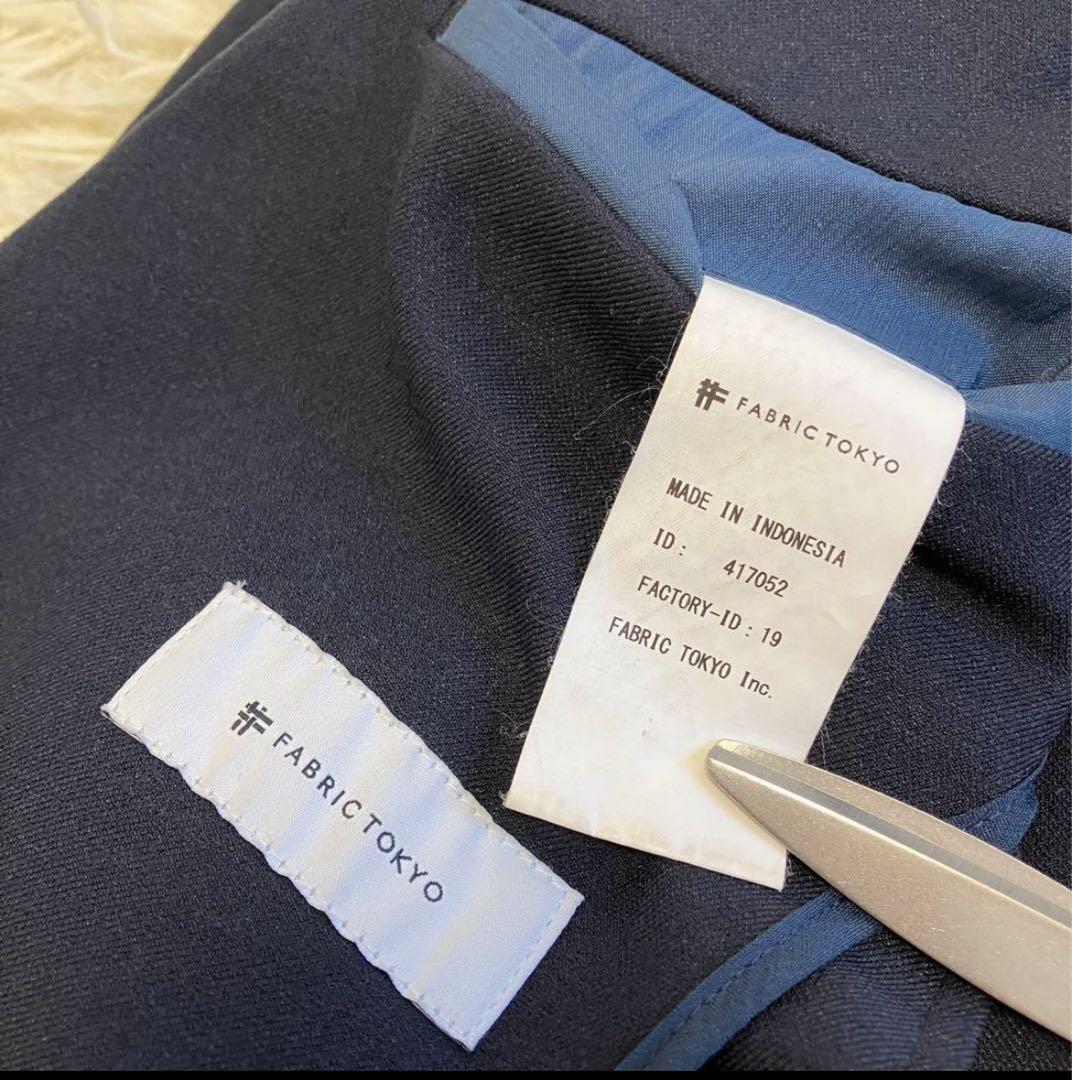 FABRIC TOKYO
MADE IN INDONESIA
ID: 417052
FACTORY-ID: 19
FABRIC TOKYO Inc.
FABRIC TOKYO